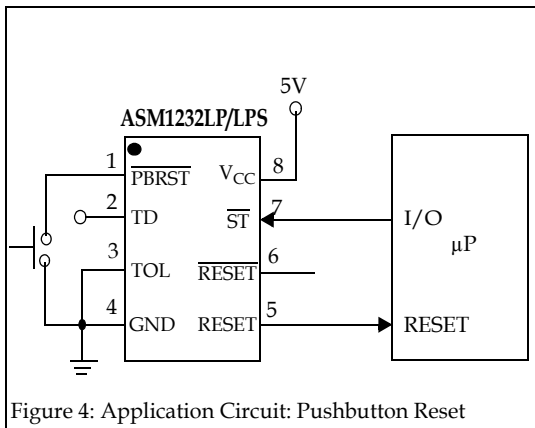 5V
ASM1232LP/LPS
1 PBRST VCC 8
2 TD ST 7 I/O
µP
3 TOL RESET 6
4 GND RESET 5 RESET
Figure 4: Application Circuit: Pushbutton Reset